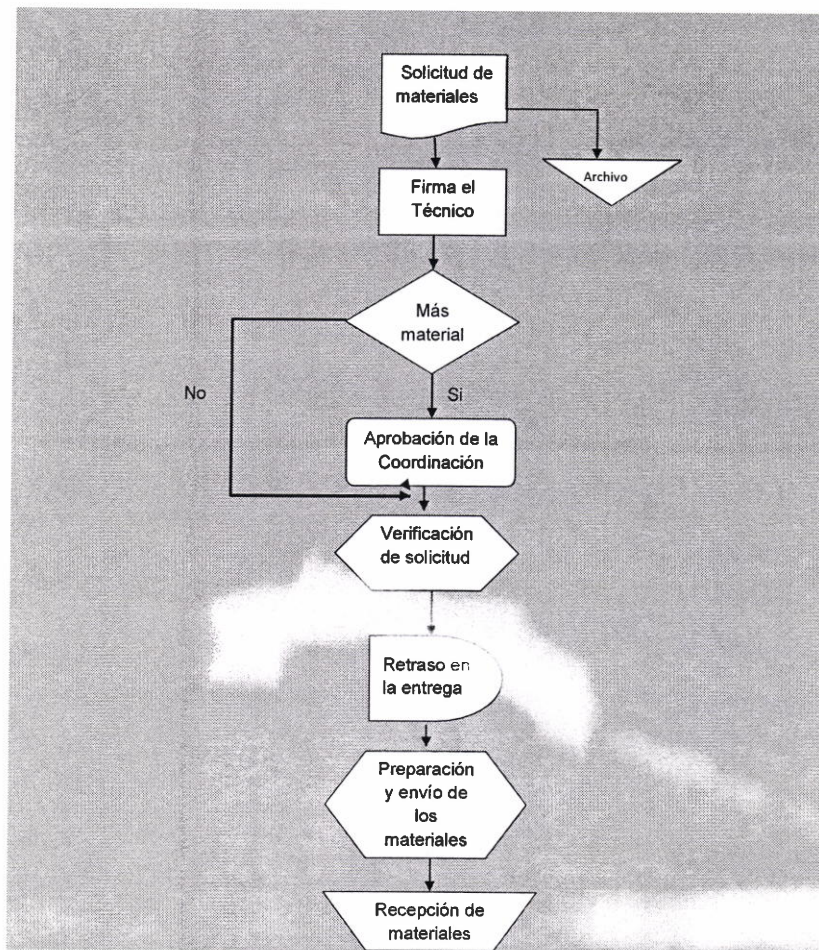 Solicitud de
materiales
Archivo
Firma el
Técnico
Más
material
No
Si
Aprobación de la
Coordinación
Verificación
de solicitud
Retraso en
la entrega
Preparación
y envío de
los
materiales
Recepción de
materiales